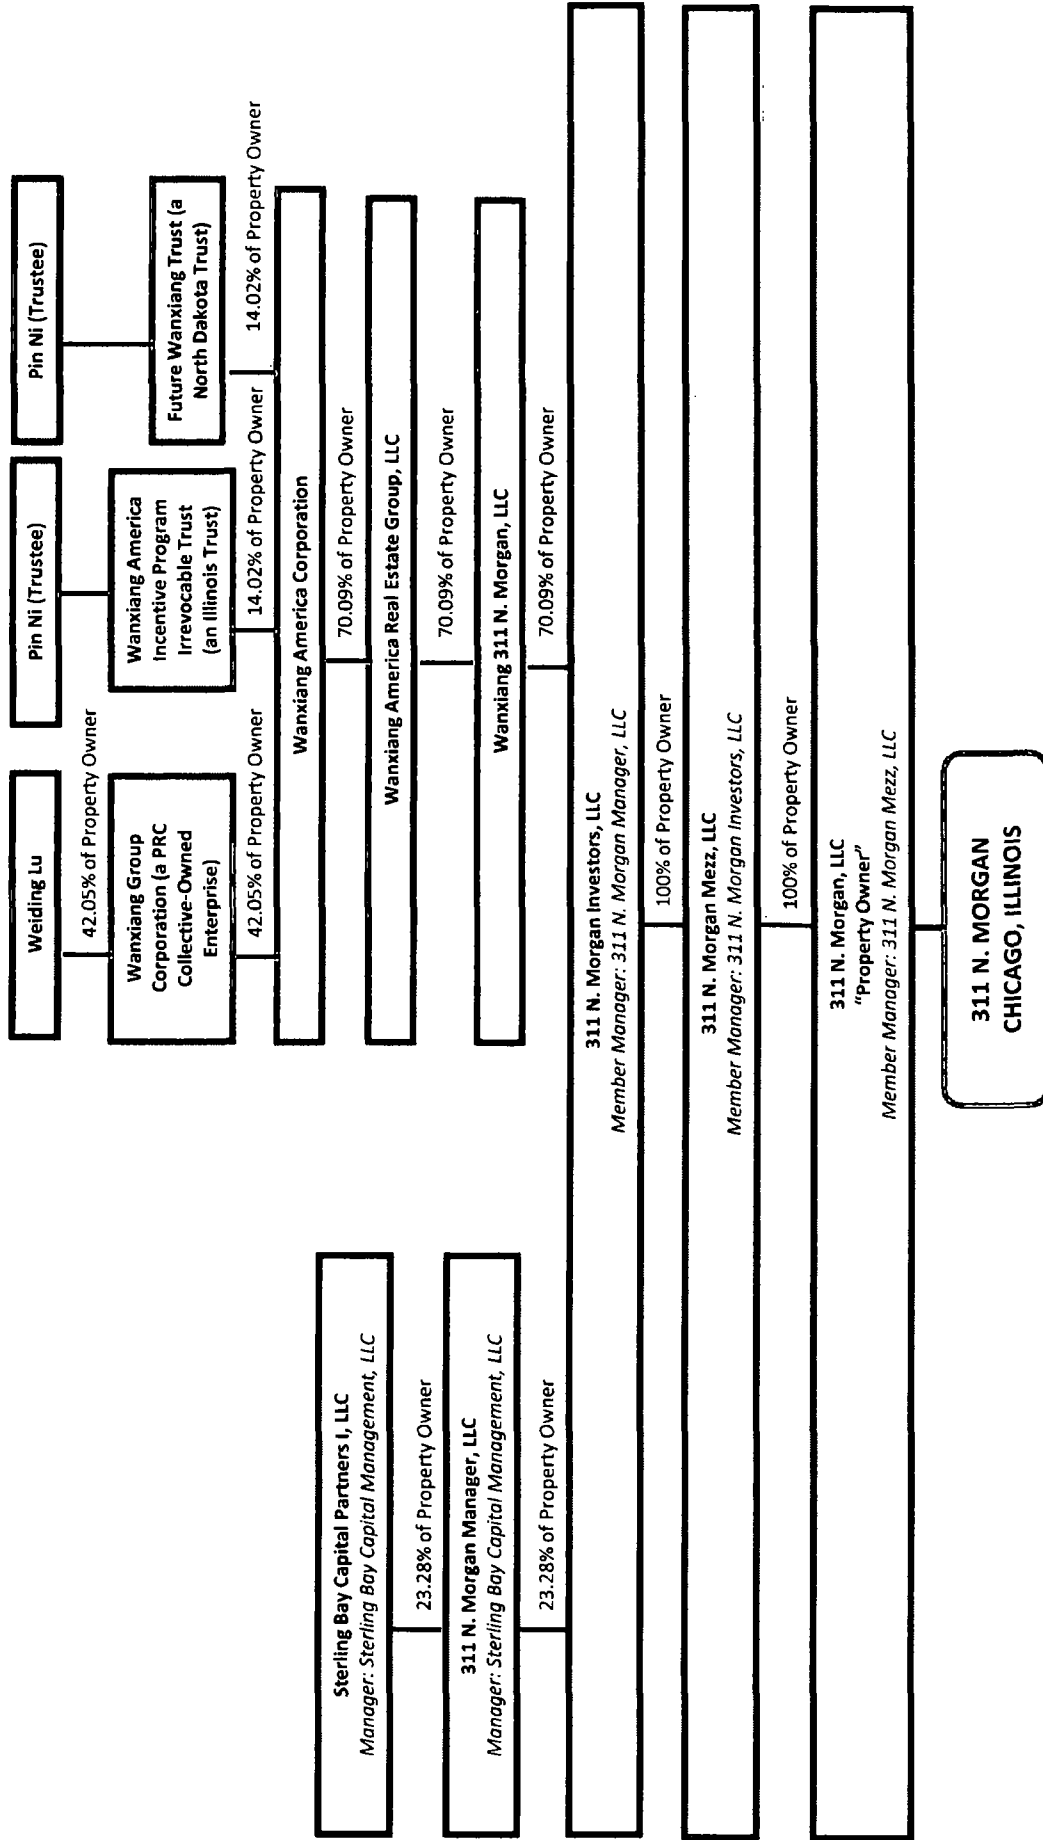 Weiding Lu
Pin Ni (Trustee)
Pin Ni (Trustee)
42.05% of Property Owner
Wanxiang Group
Corporation (a PRC
Collective-Owned
Enterprise)
Wanxiang America
Incentive Program
Irrevocable Trust
(an Illinois Trust)
Future Wanxiang Trust (a
North Dakota Trust)
42.05% of Property Owner
14.02% of Property Owner
14.02% of Property Owner
Wanxiang America Corporation
70.09% of Property Owner
Wanxiang America Real Estate Group, LLC
70.09% of Property Owner
Wanxiang 311 N. Morgan, LLC
70.09% of Property Owner
Sterling Bay Capital Partners I, LLC
Manager: Sterling Bay Capital Management, LLC
23.28% of Property Owner
311 N. Morgan Manager, LLC
Manager: Sterling Bay Capital Management, LLC
23.28% of Property Owner
311 N. Morgan Investors, LLC
Member Manager: 311 N. Morgan Manager, LLC
100% of Property Owner
311 N. Morgan Mezz, LLC
Member Manager: 311 N. Morgan Investors, LLC
100% of Property Owner
311 N. Morgan, LLC
"Property Owner"
Member Manager: 311 N. Morgan Mezz, LLC
311 N. MORGAN
CHICAGO, ILLINOIS